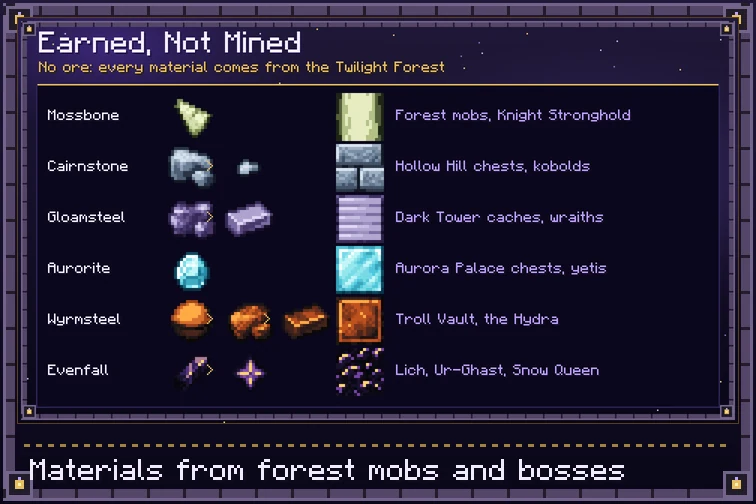 Earned, Not Mined
No ore: every material comes from the Twilight Forest
Mossbone Forest mobs, Knight Stronghold
Cairnstone Hollow Hill chests, kobolds
Gloamsteel Dark Tower caches, wraiths
Aurorite Aurora Palace chests, yetis
Wyrmsteel Troll Vault, the Hydra
Evenfall Lich, Ur-Ghast, Snow Queen
Materials from forest mobs and bosses